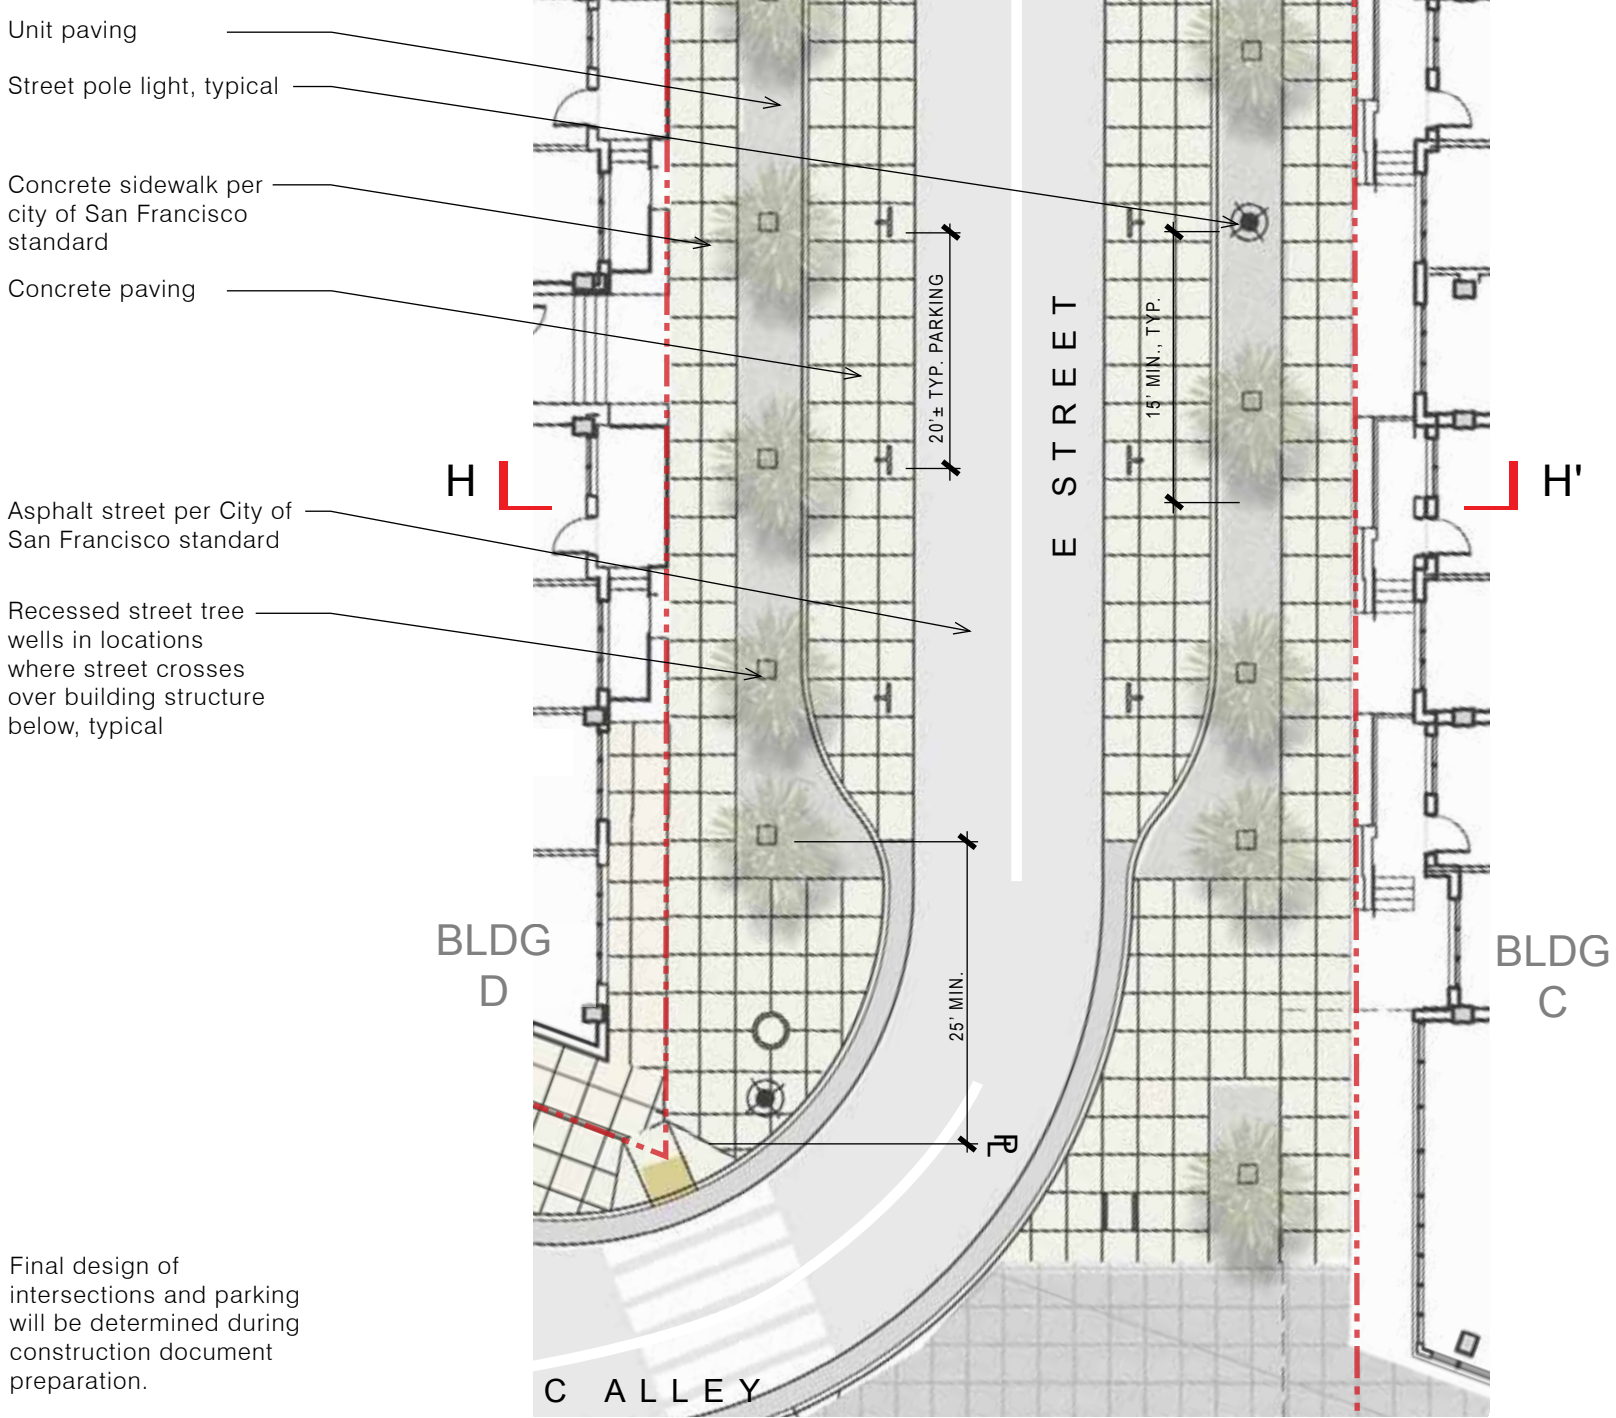 Unit paving
Street pole light, typical
Concrete sidewalk per
city of San Francisco
standard
Concrete paving
20'± TYP. PARKING
E STREET
15' MIN., TYP.
H
H'
Asphalt street per City of
San Francisco standard
Recessed street tree
wells in locations
where street crosses
over building structure
below, typical
BLDG
D
25' MIN.
BLDG
C
PL
Final design of
intersections and parking
will be determined during
construction document
preparation.
C ALLEY